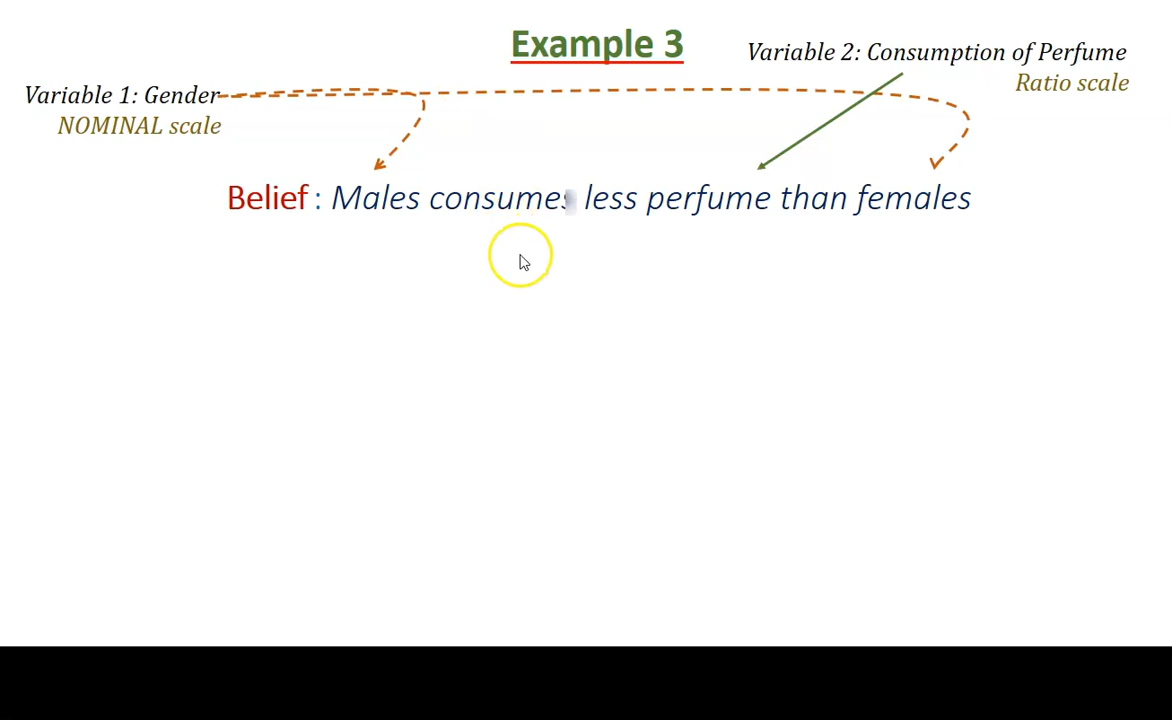 Example 3
Variable 2: Consumption of Perfume
Ratio scale
Variable 1: Gender
NOMINAL scale
Belief : Males consumes less perfume than females